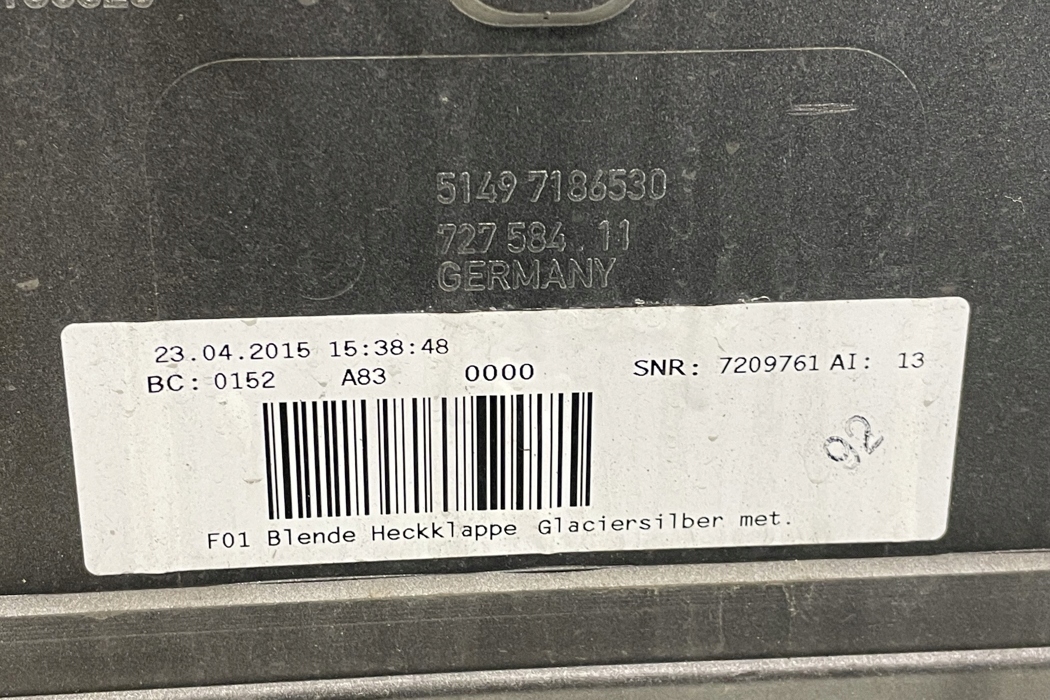 5149 7186530
727 584 . 11
GERMANY
23.04.2015 15:38:48
BC: 0152 A83 0000 SNR: 7209761 AI: 13
92
F01 Blende Heckklappe Glaciersilber met.